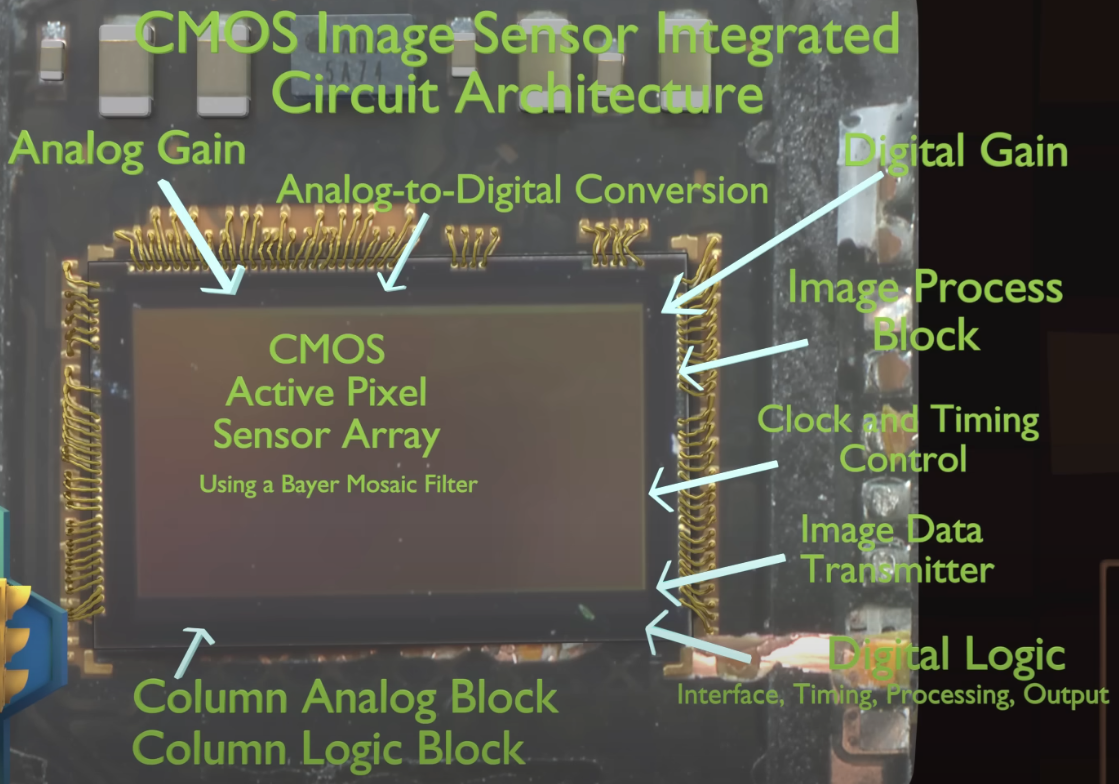 CMOS Image Sensor Integrated
Circuit Architecture
Analog Gain
Digital Gain
Analog-to-Digital Conversion
Image Process
Block
CMOS
Active Pixel
Sensor Array
Using a Bayer Mosaic Filter
Clock and Timing
Control
Image Data
Transmitter
Digital Logic
Interface, Timing, Processing, Output
Column Analog Block
Column Logic Block